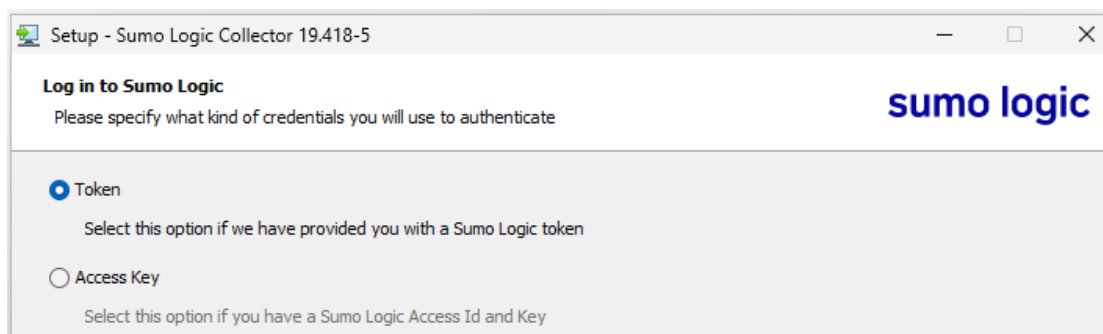 Setup - Sumo Logic Collector 19.418-5
Log in to Sumo Logic
Please specify what kind of credentials you will use to authenticate
sumo logic
Token
Select this option if we have provided you with a Sumo Logic token
Access Key
Select this option if you have a Sumo Logic Access Id and Key